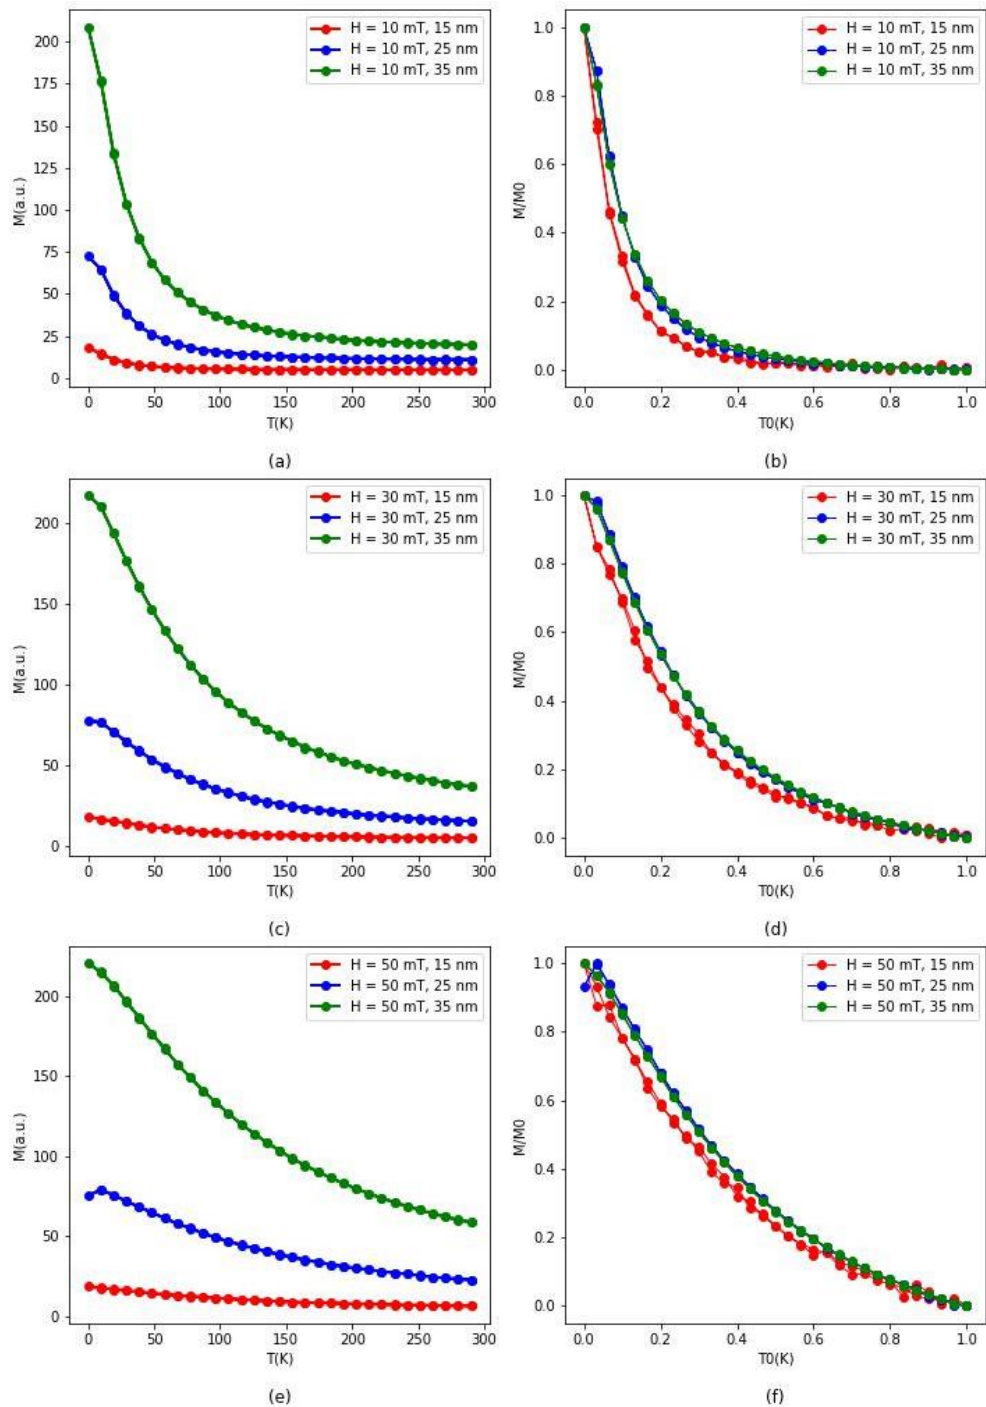 H = 10 mT, 15 nm
H = 10 mT, 25 nm
H = 10 mT, 35 nm
M(a.u.)
200
175
150
125
100
75
50
25
0
0 50 100 150 200 250 300
T(K)
(a)
H = 10 mT, 15 nm
H = 10 mT, 25 nm
H = 10 mT, 35 nm
M/M0
1.0
0.8
0.6
0.4
0.2
0.0
0.0 0.2 0.4 0.6 0.8 1.0
T0(K)
(b)
H = 30 mT, 15 nm
H = 30 mT, 25 nm
H = 30 mT, 35 nm
M(a.u.)
200
150
100
50
0
0 50 100 150 200 250 300
T(K)
(c)
H = 30 mT, 15 nm
H = 30 mT, 25 nm
H = 30 mT, 35 nm
M/M0
1.0
0.8
0.6
0.4
0.2
0.0
0.0 0.2 0.4 0.6 0.8 1.0
T0(K)
(d)
H = 50 mT, 15 nm
H = 50 mT, 25 nm
H = 50 mT, 35 nm
M(a.u.)
200
150
100
50
0
0 50 100 150 200 250 300
T(K)
(e)
H = 50 mT, 15 nm
H = 50 mT, 25 nm
H = 50 mT, 35 nm
M/M0
1.0
0.8
0.6
0.4
0.2
0.0
0.0 0.2 0.4 0.6 0.8 1.0
T0(K)
(f)